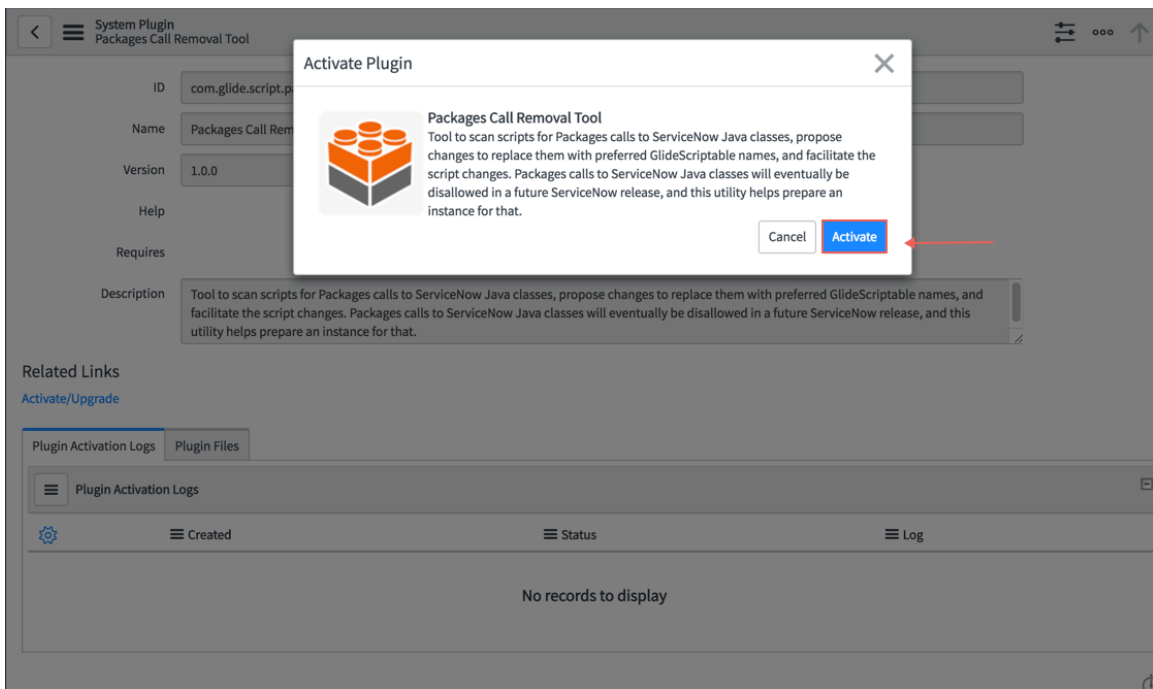 System Plugin
Packages Call Removal Tool
Activate Plugin
ID
com.glide.script.p
Packages Call Removal Tool
Tool to scan scripts for Packages calls to ServiceNow Java classes, propose
changes to replace them with preferred GlideScriptable names, and facilitate the
script changes. Packages calls to ServiceNow Java classes will eventually be
disallowed in a future ServiceNow release, and this utility helps prepare an
instance for that.
Cancel
Activate
Name
Packages Call Rem
Version
1.0.0
Help
Requires
Description
Tool to scan scripts for Packages calls to ServiceNow Java classes, propose changes to replace them with preferred GlideScriptable names, and
facilitate the script changes. Packages calls to ServiceNow Java classes will eventually be disallowed in a future ServiceNow release, and this
utility helps prepare an instance for that.
Related Links
Activate/Upgrade
Plugin Activation Logs
Plugin Files
Plugin Activation Logs
Created
Status
Log
No records to display